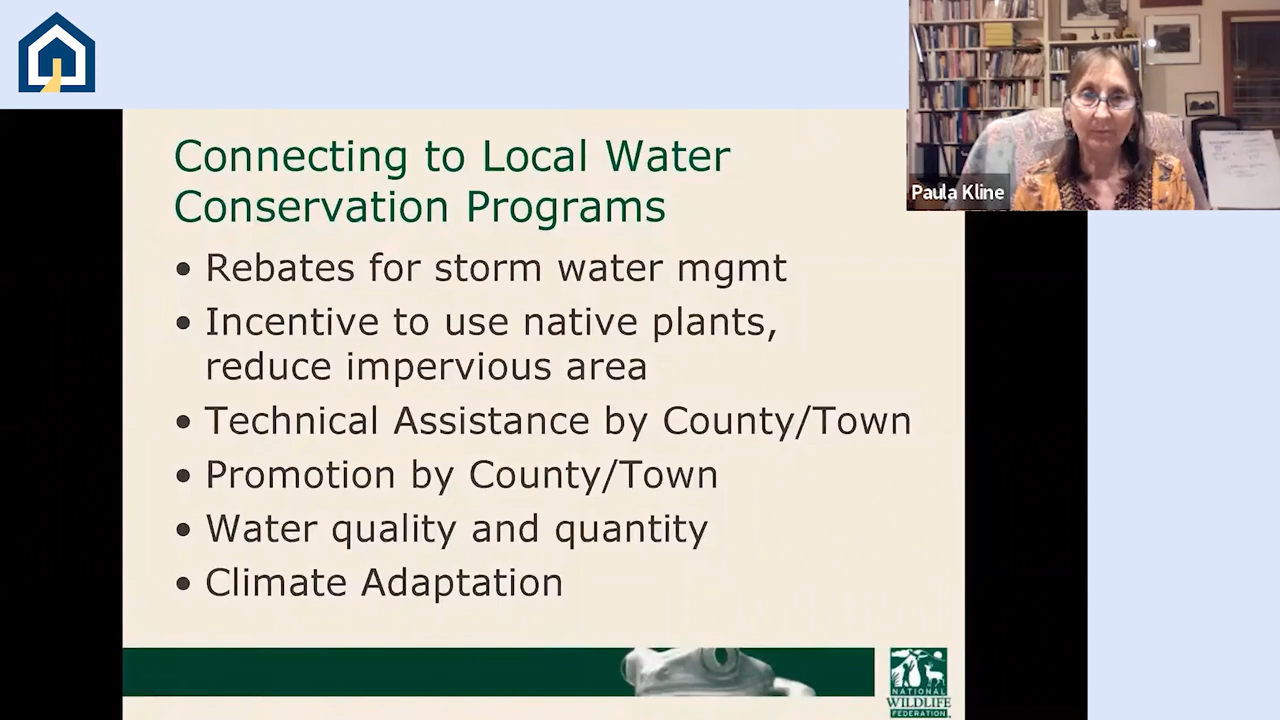 Connecting to Local Water
Conservation Programs
• Rebates for storm water mgmt
• Incentive to use native plants,
reduce impervious area
• Technical Assistance by County/Town
• Promotion by County/Town
• Water quality and quantity
• Climate Adaptation
Paula Kline
NATIONAL
WILDLIFE
FEDERATION